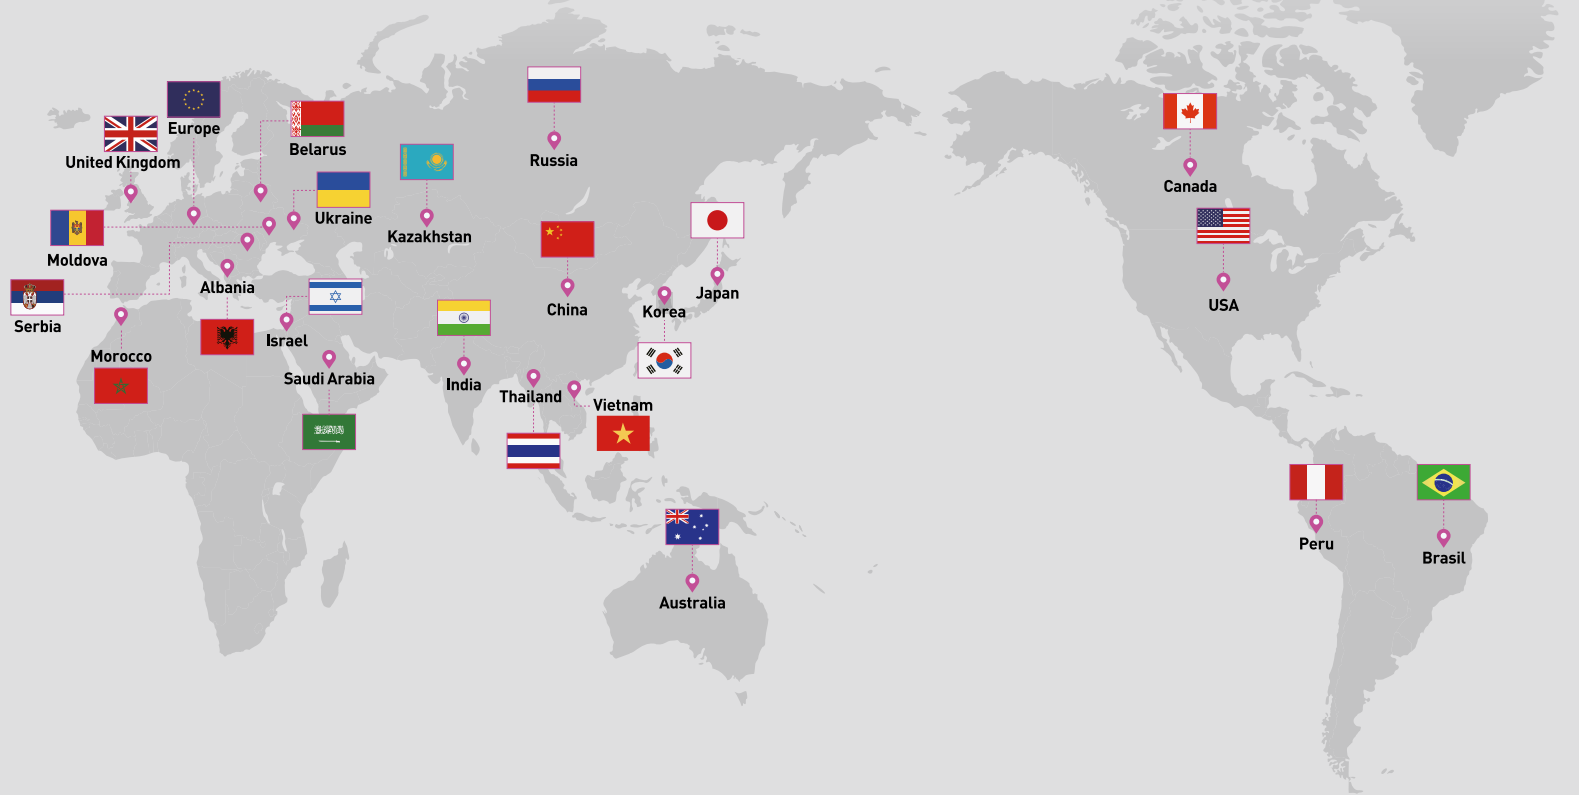 Europe
United Kingdom
Belarus
Russia
Ukraine
Kazakhstan
Canada
Moldova
Albania
Serbia
Israel
China
Japan
Korea
USA
Morocco
Saudi Arabia
India
Thailand
Vietnam
Peru
Brasil
Australia